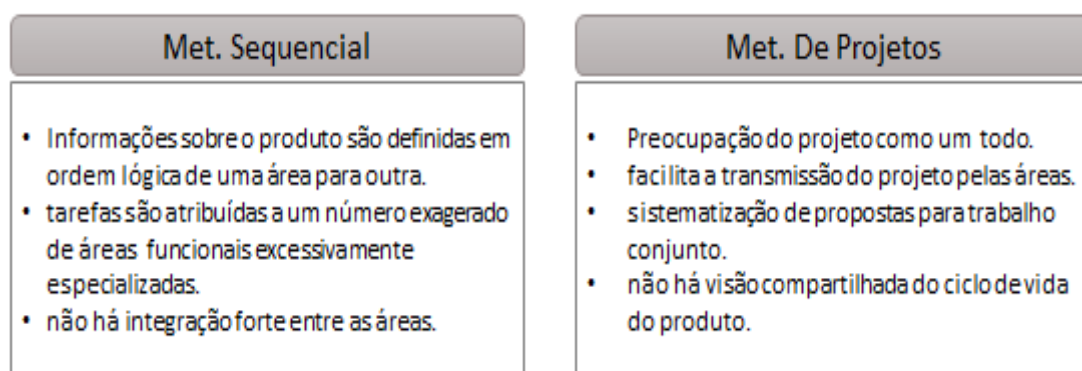 Met. Sequencial
• Informações sobre o produto são definidas em
ordem lógica de uma área para outra.
• tarefas são atribuídas a um número exagerado
de áreas funcionais excessivamente
especializadas.
• não há integração forte entre as áreas.
Met. De Projetos
• Preocupação do projeto como um todo.
• facilita a transmissão do projeto pelas áreas.
• sistematização de propostas para trabalho
conjunto.
• não há visão compartilhada do ciclo de vida
do produto.